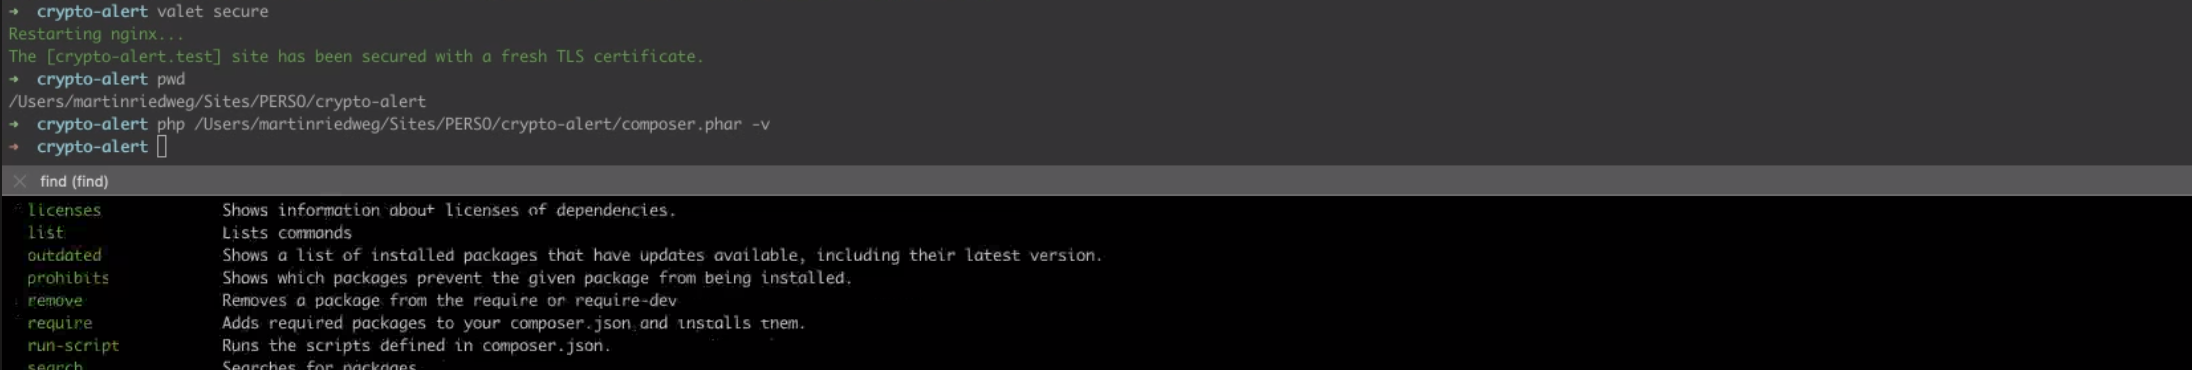 → crypto-alert valet secure
Restarting nginx...
The [crypto-alert.test] site has been secured with a fresh TLS certificate.
→ crypto-alert pwd
/Users/martinriedweg/Sites/PERSO/crypto-alert
→ crypto-alert php /Users/martinriedweg/Sites/PERSO/crypto-alert/composer.phar -v
→ crypto-alert
find (find)
licenses Shows information about licenses of dependencies.
list Lists commands
outdated Shows a list of installed packages that have updates available, including their latest version.
prohibits Shows which packages prevent the given package from being installed.
remove Removes a package from the require or require-dev
require Adds required packages to your composer.json and installs them.
run-script Runs the scripts defined in composer.json.
search Searches for packages